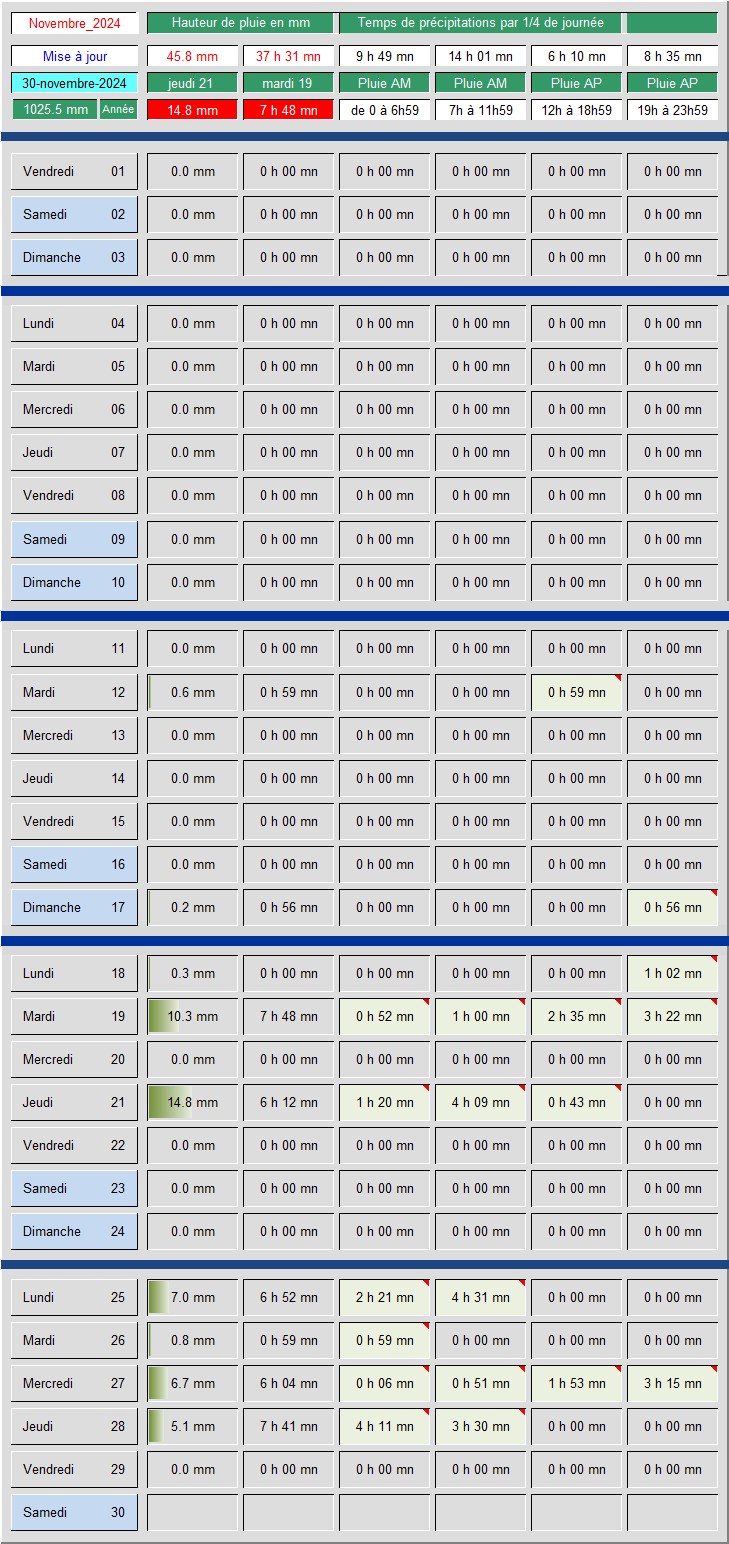 Novembre_2024 Hauteur de pluie en mm Temps de précipitations par 1/4 de journée
Mise à jour 45.8 mm 37 h 31 mn 9 h 49 mn 14 h 01 mn 6 h 10 mn 8 h 35 mn
30-novembre-2024 jeudi 21 mardi 19 Pluie AM Pluie AM Pluie AP Pluie AP
1025.5 mm Année 14.8 mm 7 h 48 mn de 0 à 6h59 7h à 11h59 12h à 18h59 19h à 23h59
Vendredi 01 0.0 mm 0 h 00 mn 0 h 00 mn 0 h 00 mn 0 h 00 mn 0 h 00 mn
Samedi 02 0.0 mm 0 h 00 mn 0 h 00 mn 0 h 00 mn 0 h 00 mn 0 h 00 mn
Dimanche 03 0.0 mm 0 h 00 mn 0 h 00 mn 0 h 00 mn 0 h 00 mn 0 h 00 mn
Lundi 04 0.0 mm 0 h 00 mn 0 h 00 mn 0 h 00 mn 0 h 00 mn 0 h 00 mn
Mardi 05 0.0 mm 0 h 00 mn 0 h 00 mn 0 h 00 mn 0 h 00 mn 0 h 00 mn
Mercredi 06 0.0 mm 0 h 00 mn 0 h 00 mn 0 h 00 mn 0 h 00 mn 0 h 00 mn
Jeudi 07 0.0 mm 0 h 00 mn 0 h 00 mn 0 h 00 mn 0 h 00 mn 0 h 00 mn
Vendredi 08 0.0 mm 0 h 00 mn 0 h 00 mn 0 h 00 mn 0 h 00 mn 0 h 00 mn
Samedi 09 0.0 mm 0 h 00 mn 0 h 00 mn 0 h 00 mn 0 h 00 mn 0 h 00 mn
Dimanche 10 0.0 mm 0 h 00 mn 0 h 00 mn 0 h 00 mn 0 h 00 mn 0 h 00 mn
Lundi 11 0.0 mm 0 h 00 mn 0 h 00 mn 0 h 00 mn 0 h 00 mn 0 h 00 mn
Mardi 12 0.6 mm 0 h 59 mn 0 h 00 mn 0 h 00 mn 0 h 59 mn 0 h 00 mn
Mercredi 13 0.0 mm 0 h 00 mn 0 h 00 mn 0 h 00 mn 0 h 00 mn 0 h 00 mn
Jeudi 14 0.0 mm 0 h 00 mn 0 h 00 mn 0 h 00 mn 0 h 00 mn 0 h 00 mn
Vendredi 15 0.0 mm 0 h 00 mn 0 h 00 mn 0 h 00 mn 0 h 00 mn 0 h 00 mn
Samedi 16 0.0 mm 0 h 00 mn 0 h 00 mn 0 h 00 mn 0 h 00 mn 0 h 00 mn
Dimanche 17 0.2 mm 0 h 56 mn 0 h 00 mn 0 h 00 mn 0 h 00 mn 0 h 56 mn
Lundi 18 0.3 mm 0 h 00 mn 0 h 00 mn 0 h 00 mn 0 h 00 mn 1 h 02 mn
Mardi 19 10.3 mm 7 h 48 mn 0 h 52 mn 1 h 00 mn 2 h 35 mn 3 h 22 mn
Mercredi 20 0.0 mm 0 h 00 mn 0 h 00 mn 0 h 00 mn 0 h 00 mn 0 h 00 mn
Jeudi 21 14.8 mm 6 h 12 mn 1 h 20 mn 4 h 09 mn 0 h 43 mn 0 h 00 mn
Vendredi 22 0.0 mm 0 h 00 mn 0 h 00 mn 0 h 00 mn 0 h 00 mn 0 h 00 mn
Samedi 23 0.0 mm 0 h 00 mn 0 h 00 mn 0 h 00 mn 0 h 00 mn 0 h 00 mn
Dimanche 24 0.0 mm 0 h 00 mn 0 h 00 mn 0 h 00 mn 0 h 00 mn 0 h 00 mn
Lundi 25 7.0 mm 6 h 52 mn 2 h 21 mn 4 h 31 mn 0 h 00 mn 0 h 00 mn
Mardi 26 0.8 mm 0 h 59 mn 0 h 59 mn 0 h 00 mn 0 h 00 mn 0 h 00 mn
Mercredi 27 6.7 mm 6 h 04 mn 0 h 06 mn 0 h 51 mn 1 h 53 mn 3 h 15 mn
Jeudi 28 5.1 mm 7 h 41 mn 4 h 11 mn 3 h 30 mn 0 h 00 mn 0 h 00 mn
Vendredi 29 0.0 mm 0 h 00 mn 0 h 00 mn 0 h 00 mn 0 h 00 mn 0 h 00 mn
Samedi 30